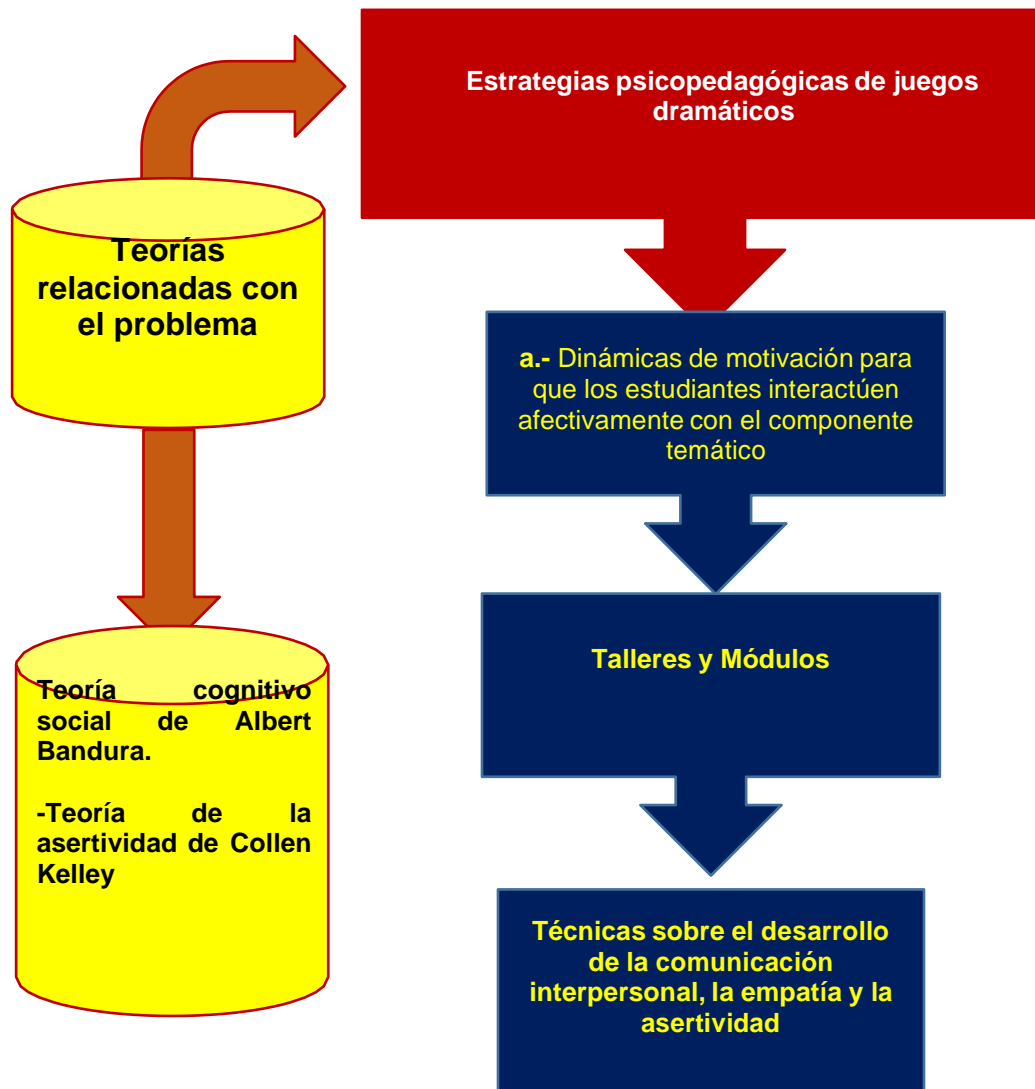 Estrategias psicopedagógicas de juegos
dramáticos
Teorías
relacionadas con
el problema
a.- Dinámicas de motivación para
que los estudiantes interactúen
afectivamente con el componente
temático
Talleres y Módulos
Teoría cognitivo
social de Albert
Bandura.
-Teoría de la
asertividad de Collen
Kelley
Técnicas sobre el desarrollo
de la comunicación
interpersonal, la empatía y la
asertividad